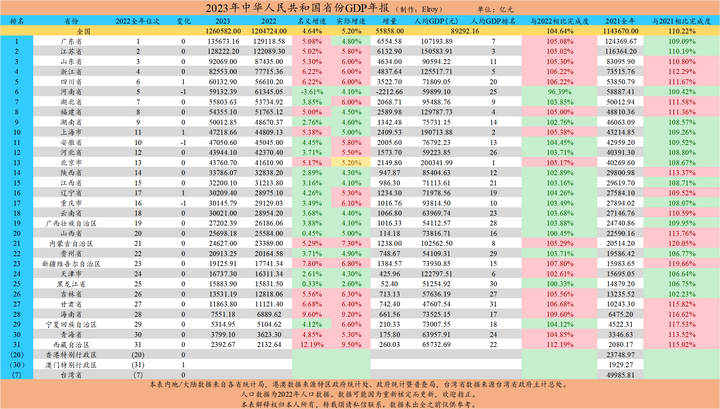 2023年中华人民共和国省份GDP年报 (制作：Elroy) 单位：亿元
排名 省份 2022全年位次 变化 2023 2022 名义增速 实际增速 增量 人均GDP(元) 人均GDP排名 与2022相比完成度 2021全年 与2021相比完成度
全国 1260582.00 1204724.00 4.64% 5.20% 55858.00 89292.16 104.64% 1143670.00 110.22%
1 广东省 1 0 135673.16 129118.58 5.08% 4.80% 6554.58 107193.89 7 105.08% 124369.67 109.09%
2 江苏省 2 0 128222.20 122089.30 5.02% 5.80% 6132.90 150583.91 3 105.02% 116364.20 110.19%
3 山东省 3 0 92069.00 87435.00 5.30% 6.00% 4634.00 90594.22 11 105.30% 83095.90 110.80%
4 浙江省 4 0 82553.00 77715.36 6.22% 6.00% 4837.64 125517.71 5 106.22% 73515.76 112.29%
5 四川省 6 1 60132.90 56610.20 6.22% 6.00% 3522.70 71809.05 20 106.22% 53850.79 111.67%
6 河南省 5 -1 59132.39 61345.05 -3.61% 4.10% -2212.66 59899.10 25 96.39% 58887.41 100.42%
7 湖北省 7 0 55803.63 53734.92 3.85% 6.00% 2068.71 95488.76 9 103.85% 50012.94 111.58%
8 福建省 8 0 54355.10 51765.12 5.00% 4.50% 2589.98 129787.73 4 105.00% 48810.36 111.36%
9 湖南省 9 0 50012.85 48670.37 2.76% 4.60% 1342.48 75731.15 14 102.76% 46063.09 108.57%
10 上海市 11 1 47218.66 44809.13 5.38% 5.00% 2409.53 190713.88 2 105.38% 43214.85 109.26%
11 安徽省 10 -1 47050.60 45045.00 4.45% 5.80% 2005.60 76792.23 13 104.45% 42959.20 109.52%
12 河北省 12 0 43944.10 42370.40 3.71% 5.50% 1573.70 59223.85 26 103.71% 40391.30 108.80%
13 北京市 13 0 43760.70 41610.90 5.17% 5.20% 2149.80 200341.99 1 105.17% 40269.60 108.67%
14 陕西省 14 0 33786.07 32838.20 2.89% 4.30% 947.87 85404.63 12 102.89% 29800.98 113.37%
15 江西省 15 0 32200.10 31213.80 3.16% 4.10% 986.30 71113.61 21 103.16% 29619.70 108.71%
16 辽宁省 17 1 30209.40 28975.10 4.26% 5.30% 1234.30 71978.56 19 104.26% 27584.10 109.52%
17 重庆市 16 -1 30145.79 29129.03 3.49% 6.10% 1016.76 93814.50 10 103.49% 27894.02 108.07%
18 云南省 18 0 30021.00 28954.20 3.68% 4.40% 1066.80 63969.74 23 103.68% 27146.76 110.59%
19 广西壮族自治区 19 0 27202.39 26186.06 3.88% 4.10% 1016.33 54112.57 28 103.88% 24740.86 109.95%
20 山西省 20 0 25698.18 25584.00 0.45% 5.00% 114.18 73816.71 16 100.45% 22590.16 113.76%
21 内蒙古自治区 21 0 24627.00 23389.00 5.29% 7.30% 1238.00 102562.50 8 105.29% 20514.20 120.05%
22 贵州省 22 0 20913.25 20164.58 3.71% 4.90% 748.67 54109.31 29 103.71% 19586.42 106.77%
23 新疆维吾尔自治区 23 0 19125.91 17741.34 7.80% 6.80% 1384.57 73930.85 15 107.80% 15983.65 119.66%
24 天津市 24 0 16737.30 16311.34 2.61% 4.30% 425.96 122797.51 6 102.61% 15695.05 106.64%
25 黑龙江省 25 0 15883.90 15831.50 0.33% 2.60% 52.40 51254.92 30 100.33% 14879.20 106.75%
26 吉林省 26 0 13531.19 12818.06 5.56% 6.30% 713.13 57636.19 27 105.56% 13235.52 102.23%
27 甘肃省 27 0 11863.80 11121.40 6.68% 6.40% 742.40 47607.54 31 106.68% 10243.30 115.82%
28 海南省 28 0 7551.18 6889.62 9.60% 9.20% 661.56 73525.15 17 109.60% 6475.20 116.62%
29 宁夏回族自治区 29 0 5314.95 5104.62 4.12% 6.60% 210.33 73007.55 18 104.12% 4522.31 117.53%
30 青海省 30 0 3799.10 3623.30 4.85% 5.30% 175.80 63957.91 24 104.85% 3346.63 113.52%
31 西藏自治区 31 0 2392.67 2132.64 12.19% 9.50% 260.03 65732.69 22 112.19% 2080.17 115.02%
(20) 香港特别行政区 (20) 0 23748.97
(30) 澳门特别行政区 (31) 1 1929.27
(7) 台湾省 (7) 0 49985.81
本表内地/大陆数据来自各省统计局，港澳数据来源特区政府统计处、政府统计暨普查局，台湾省数据来源台湾省政府主计总处。
人口数据为2022年人口数据。数据可能因为重新核定而更新，欢迎指正。
本表解释权归本人所有，转载烦请私信联系。数据未出全之前仅供参考。